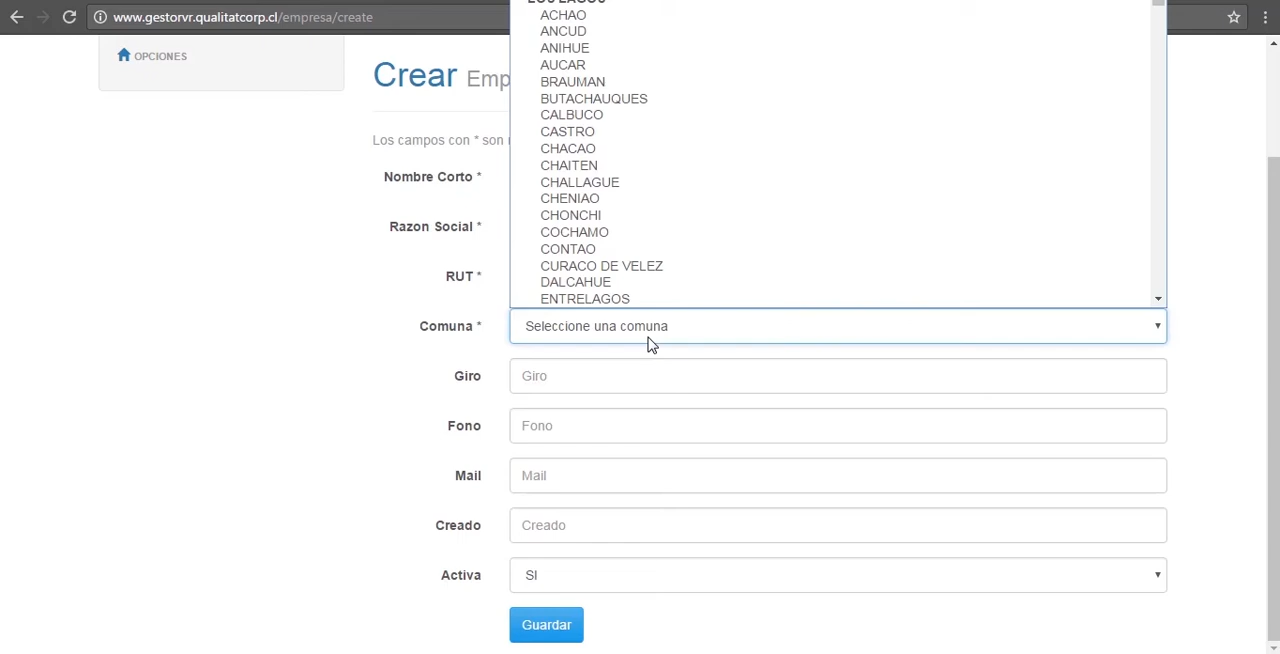 www.gestorvr.qualitatcorp.cl/empresa/create
OPCIONES
Crear Emp
Los campos con * son
Nombre Corto *
Razon Social *
RUT *
LOS LAGOS
ACHAO
ANCUD
ANIHUE
AUCAR
BRAUMAN
BUTACHAUQUES
CALBUCO
CASTRO
CHACAO
CHAITEN
CHALLAGUE
CHENIAO
CHONCHI
COCHAMO
CONTAO
CURACO DE VELEZ
DALCAHUE
ENTRELAGOS
Comuna * Seleccione una comuna
Giro Giro
Fono Fono
Mail Mail
Creado Creado
Activa SI
Guardar